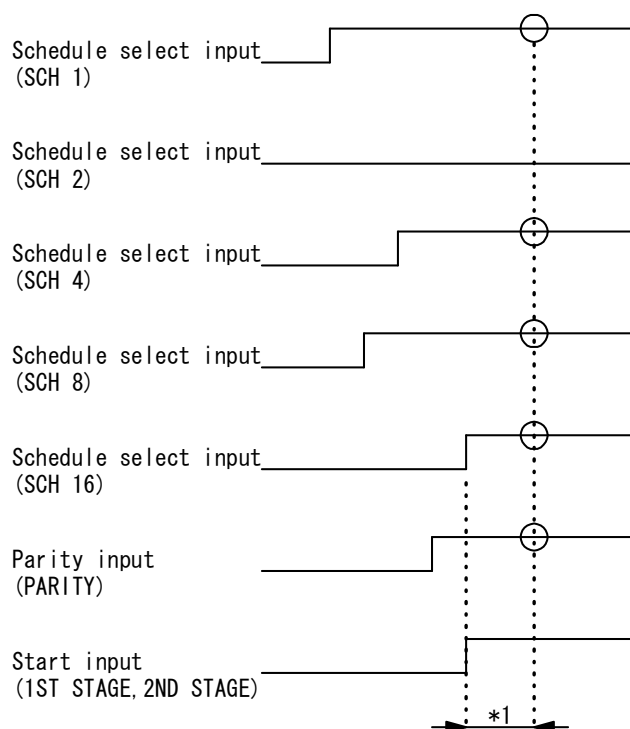 Schedule select input
(SCH 1)
Schedule select input
(SCH 2)
Schedule select input
(SCH 4)
Schedule select input
(SCH 8)
Schedule select input
(SCH 16)
Parity input
(PARITY)
Start input
(1ST STAGE, 2ND STAGE)
*1